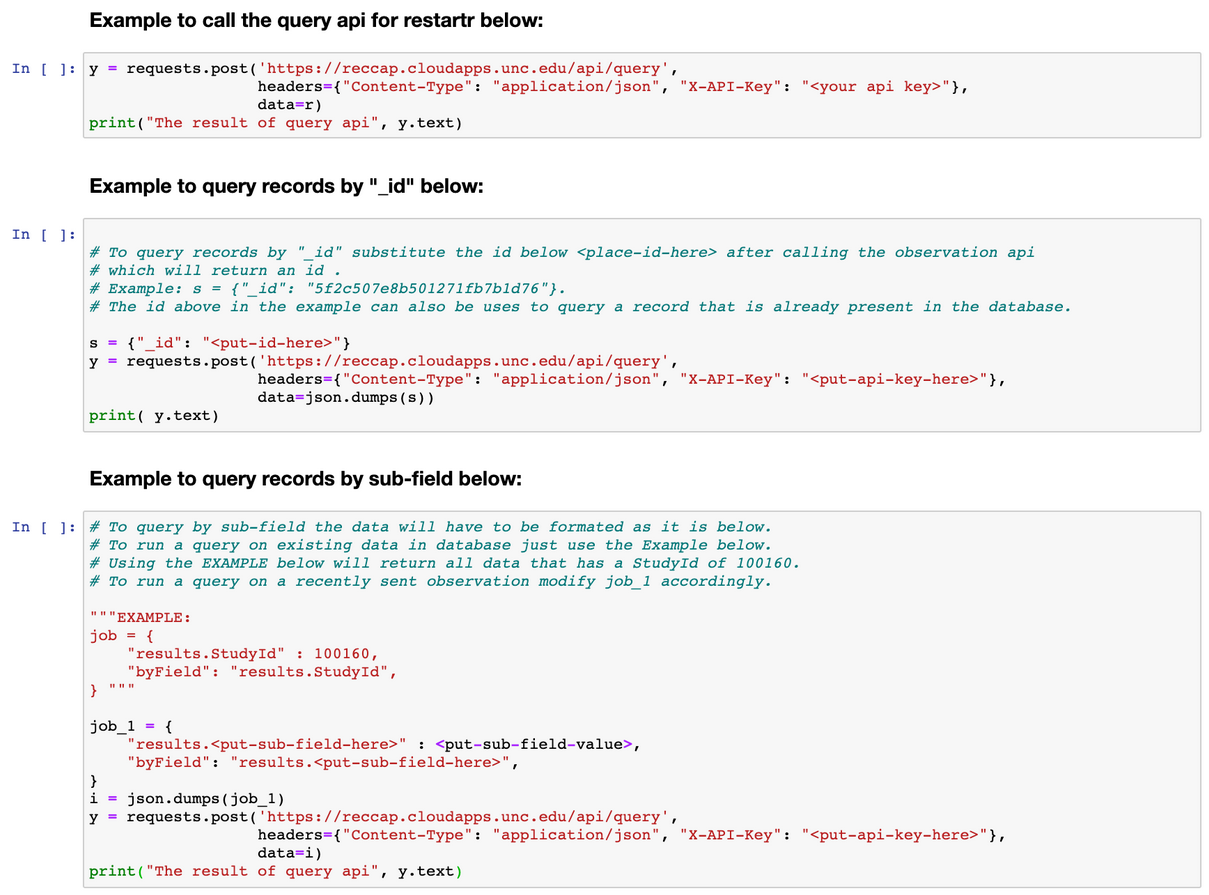 Example to call the query api for restartr below:
In [ ]: y = requests.post('https://reccap.cloudapps.unc.edu/api/query',
headers={"Content-Type": "application/json", "X-API-Key": "<your api key>"},
data=r)
print("The result of query api", y.text)
Example to query records by "_id" below:
In [ ]:
# To query records by "_id" substitute the id below <place-id-here> after calling the observation api
# which will return an id .
# Example: s = {"_id": "5f2c507e8b501271fb7b1d76"}.
# The id above in the example can also be uses to query a record that is already present in the database.
s = {"_id": "<put-id-here>"}
y = requests.post('https://reccap.cloudapps.unc.edu/api/query',
headers={"Content-Type": "application/json", "X-API-Key": "<put-api-key-here>"},
data=json.dumps(s))
print( y.text)
Example to query records by sub-field below:
In [ ]: # To query by sub-field the data will have to be formated as it is below.
# To run a query on existing data in database just use the Example below.
# Using the EXAMPLE below will return all data that has a StudyId of 100160.
# To run a query on a recently sent observation modify job_1 accordingly.
"""EXAMPLE:
job = {
"results.StudyId" : 100160,
"byField": "results.StudyId",
} """
job_1 = {
"results.<put-sub-field-here>" : <put-sub-field-value>,
"byField": "results.<put-sub-field-here>",
}
i = json.dumps(job_1)
y = requests.post('https://reccap.cloudapps.unc.edu/api/query',
headers={"Content-Type": "application/json", "X-API-Key": "<put-api-key-here>"},
data=i)
print("The result of query api", y.text)